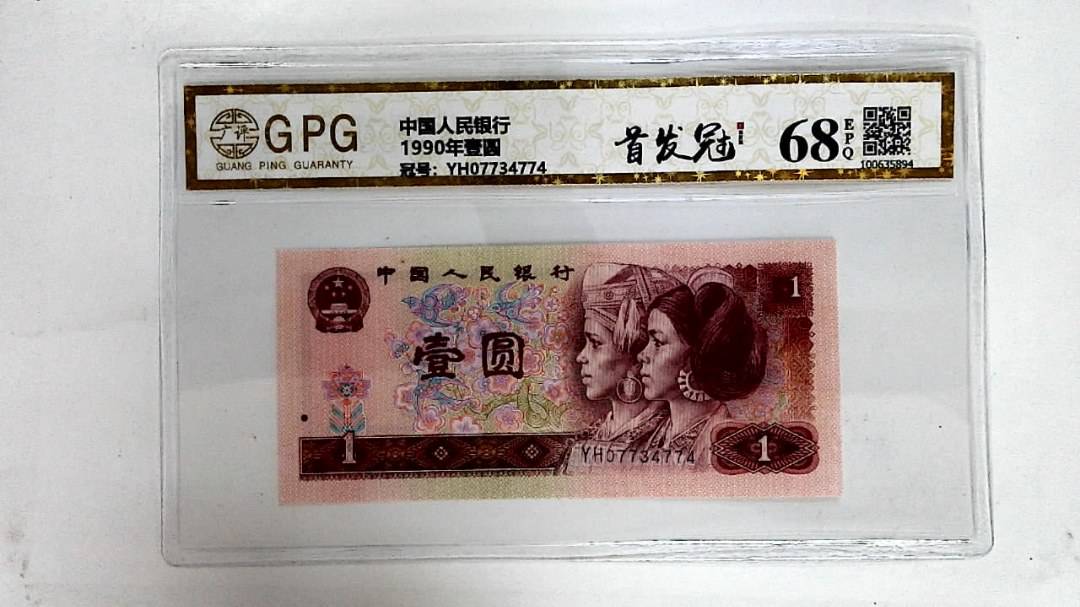 GPG
GUANG PING GUARANTY
中国人民银行
1990年壹圆
冠号: YH07734774
首发冠
68 EPQ
100635894
中国人民银行
1
壹圆
1
YH07734774
1